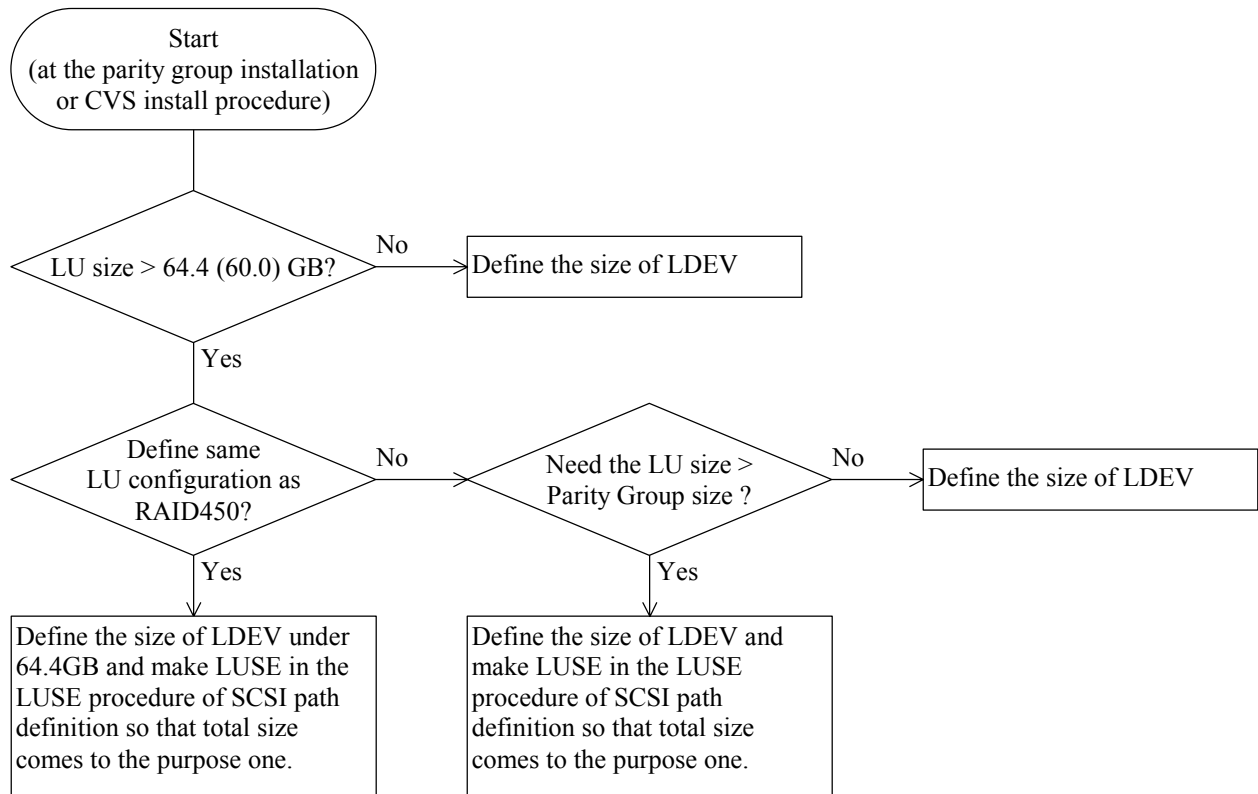 Start
(at the parity group installation
or CVS install procedure)
LU size > 64.4 (60.0) GB?
No
Define the size of LDEV
Yes
Define same
LU configuration as
RAID450?
No
Need the LU size >
Parity Group size ?
No
Define the size of LDEV
Yes
Yes
Define the size of LDEV under
64.4GB and make LUSE in the
LUSE procedure of SCSI path
definition so that total size
comes to the purpose one.
Define the size of LDEV and
make LUSE in the LUSE
procedure of SCSI path
definition so that total size
comes to the purpose one.